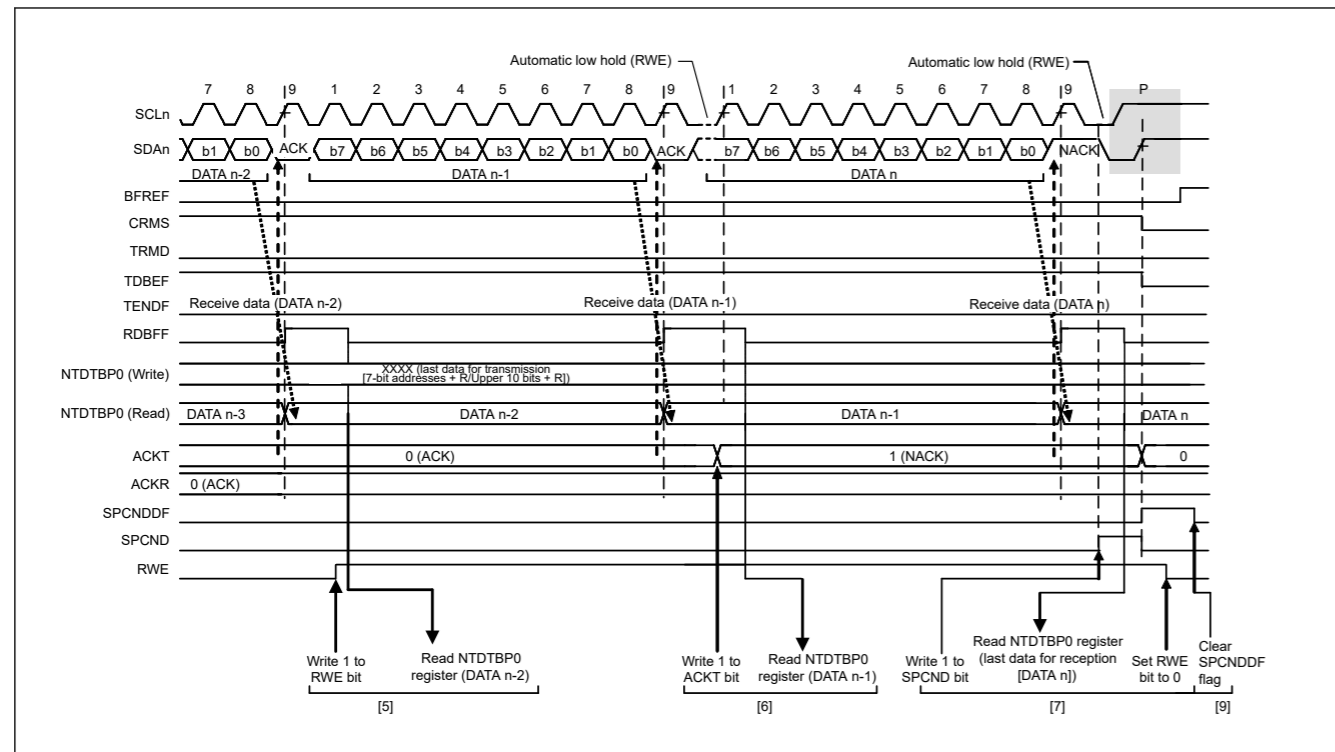 Automatic low hold (RWE)
Automatic low hold (RWE)
7 8 9 1 2 3 4 5 6 7 8 9 1 2 3 4 5 6 7 8 9 P
SCLn
SDAn b1 b0 ACK b7 b6 b5 b4 b3 b2 b1 b0 ACK b7 b6 b5 b4 b3 b2 b1 b0 NACK
DATA n-2 DATA n-1 DATA n
BFREF
CRMS
TRMD
TDBEF
TENDF Receive data (DATA n-2) Receive data (DATA n-1) Receive data (DATA n)
RDBFF
XXXX (last data for transmission
NTDTBP0 (Write) [7-bit addresses + R/Upper 10 bits + R])
NTDTBP0 (Read) DATA n-3 DATA n-2 DATA n-1 DATA n
ACKT 0 (ACK) 1 (NACK) 0
ACKR 0 (ACK)
SPCNDDF
SPCND
RWE
Write 1 to
RWE bit
Read NTDTBP0
register (DATA n-2)
Write 1 to
ACKT bit
Read NTDTBP0
register (DATA n-1)
Write 1 to
SPCND bit
Read NTDTBP0 register
(last data for reception
[DATA n])
Set RWE
bit to 0
Clear
SPCNDDF
flag
[5] [6] [7] [9]